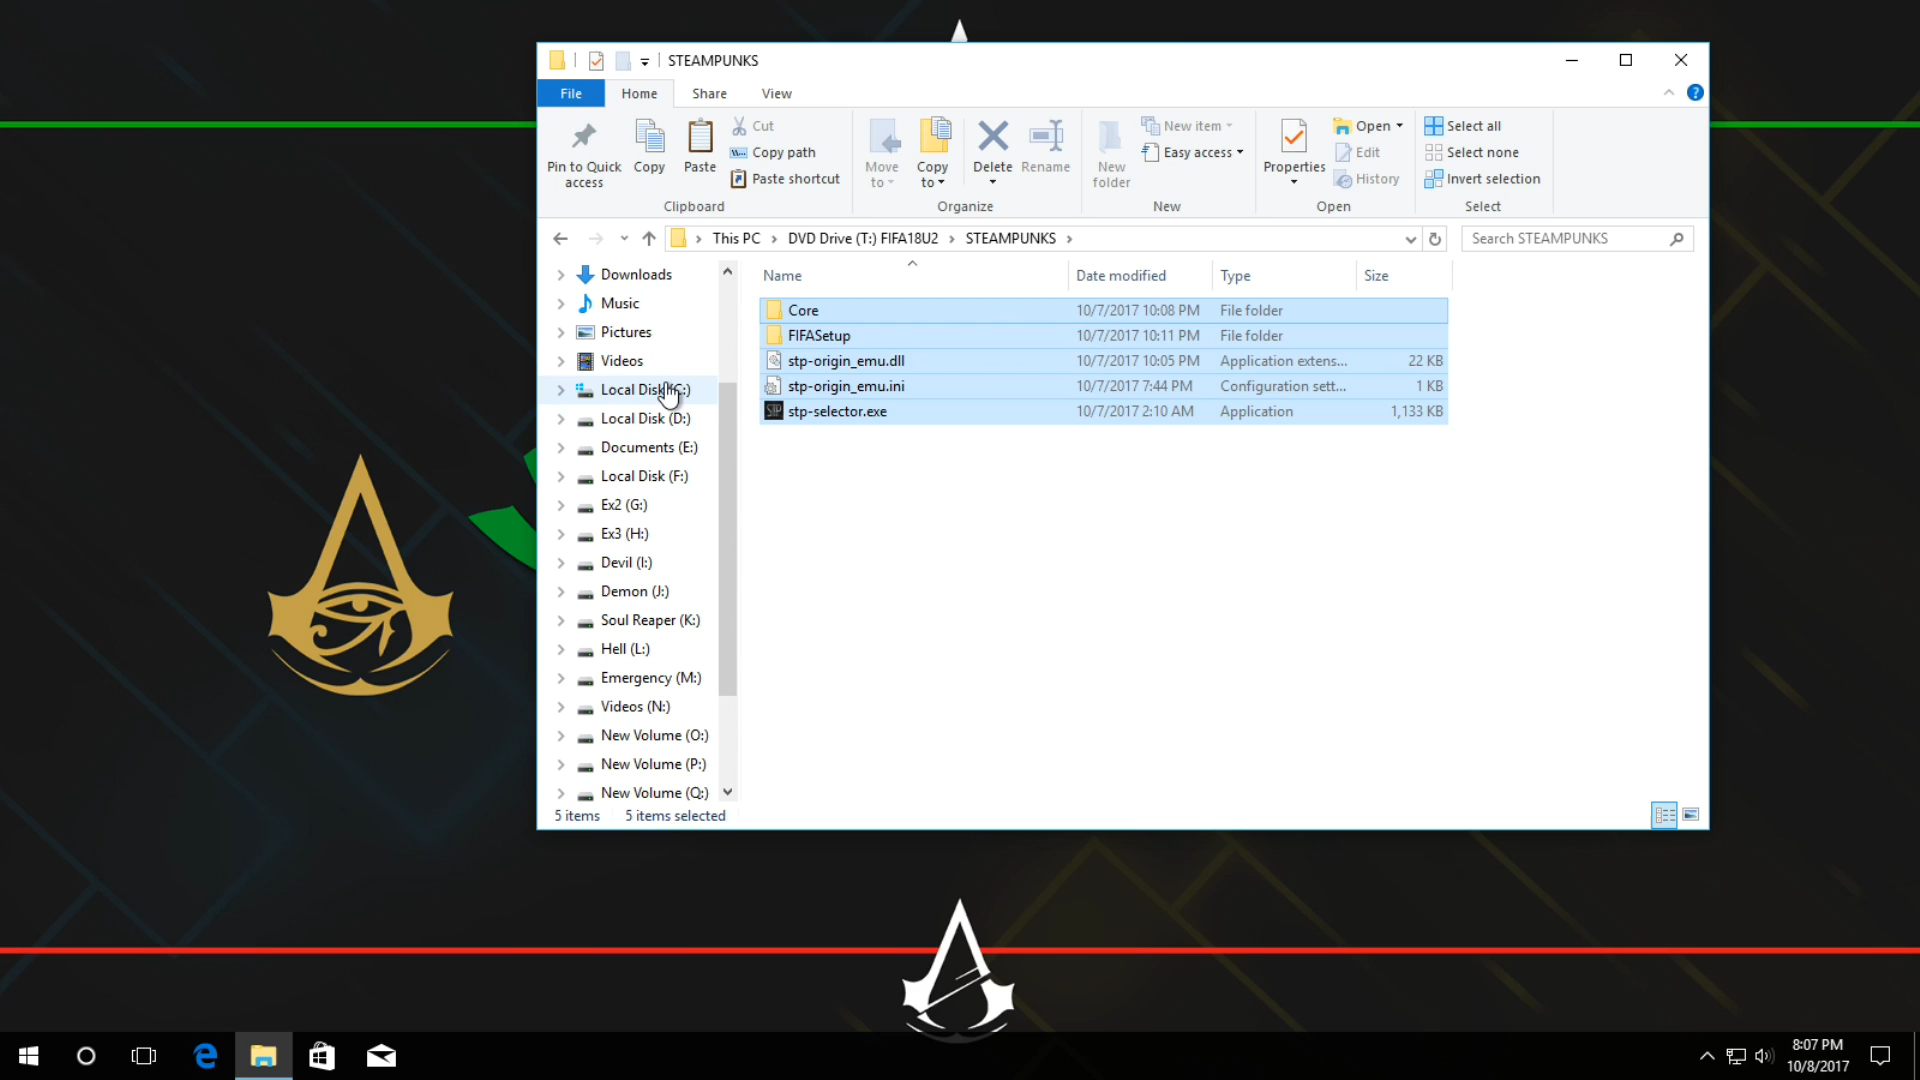 STEAMPUNKS
File Home Share View
Pin to Quick access
Copy
Paste
Cut
Copy path
Paste shortcut
Clipboard
Move to
Copy to
Delete
Rename
Organize
New folder
New item
Easy access
New
Properties
Open
Edit
History
Open
Select all
Select none
Invert selection
Select
This PC DVD Drive (T:) FIFA18U2 STEAMPUNKS
Search STEAMPUNKS
Downloads
Music
Pictures
Videos
Local Disk (C:)
Local Disk (D:)
Documents (E:)
Local Disk (F:)
Ex2 (G:)
Ex3 (H:)
Devil (I:)
Demon (J:)
Soul Reaper (K:)
Hell (L:)
Emergency (M:)
Videos (N:)
New Volume (O:)
New Volume (P:)
New Volume (Q:)
Name Date modified Type Size
Core 10/7/2017 10:08 PM File folder
FIFASetup 10/7/2017 10:11 PM File folder
stp-origin_emu.dll 10/7/2017 10:05 PM Application extens... 22 KB
stp-origin_emu.ini 10/7/2017 7:44 PM Configuration sett... 1 KB
STP stp-selector.exe 10/7/2017 2:10 AM Application 1,133 KB
5 items 5 items selected
8:07 PM
10/8/2017